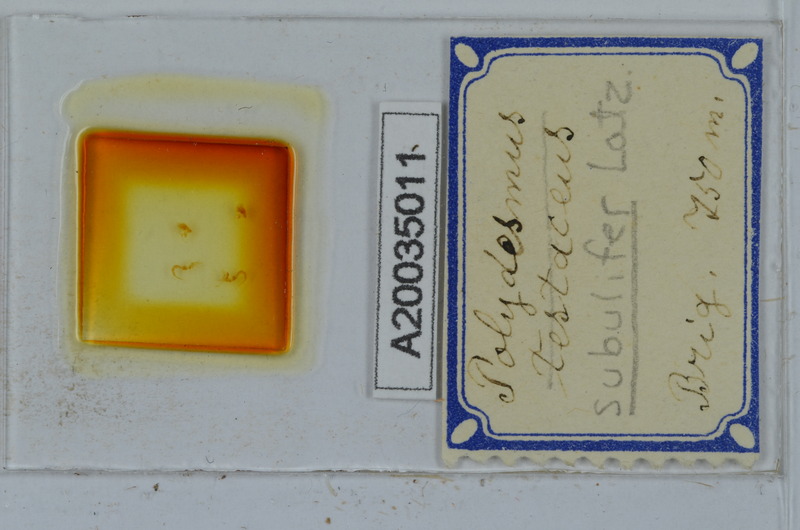 A20035011
Polydesmus
testaceus
subulifer Latz.
Brig. 750 m.